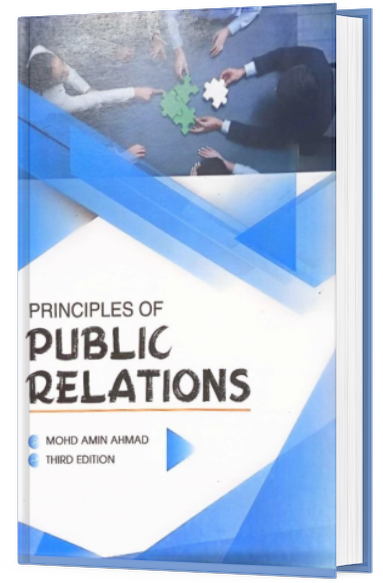 PRINCIPLES OF
PUBLIC
RELATIONS
MOHD AMIN AHMAD
THIRD EDITION